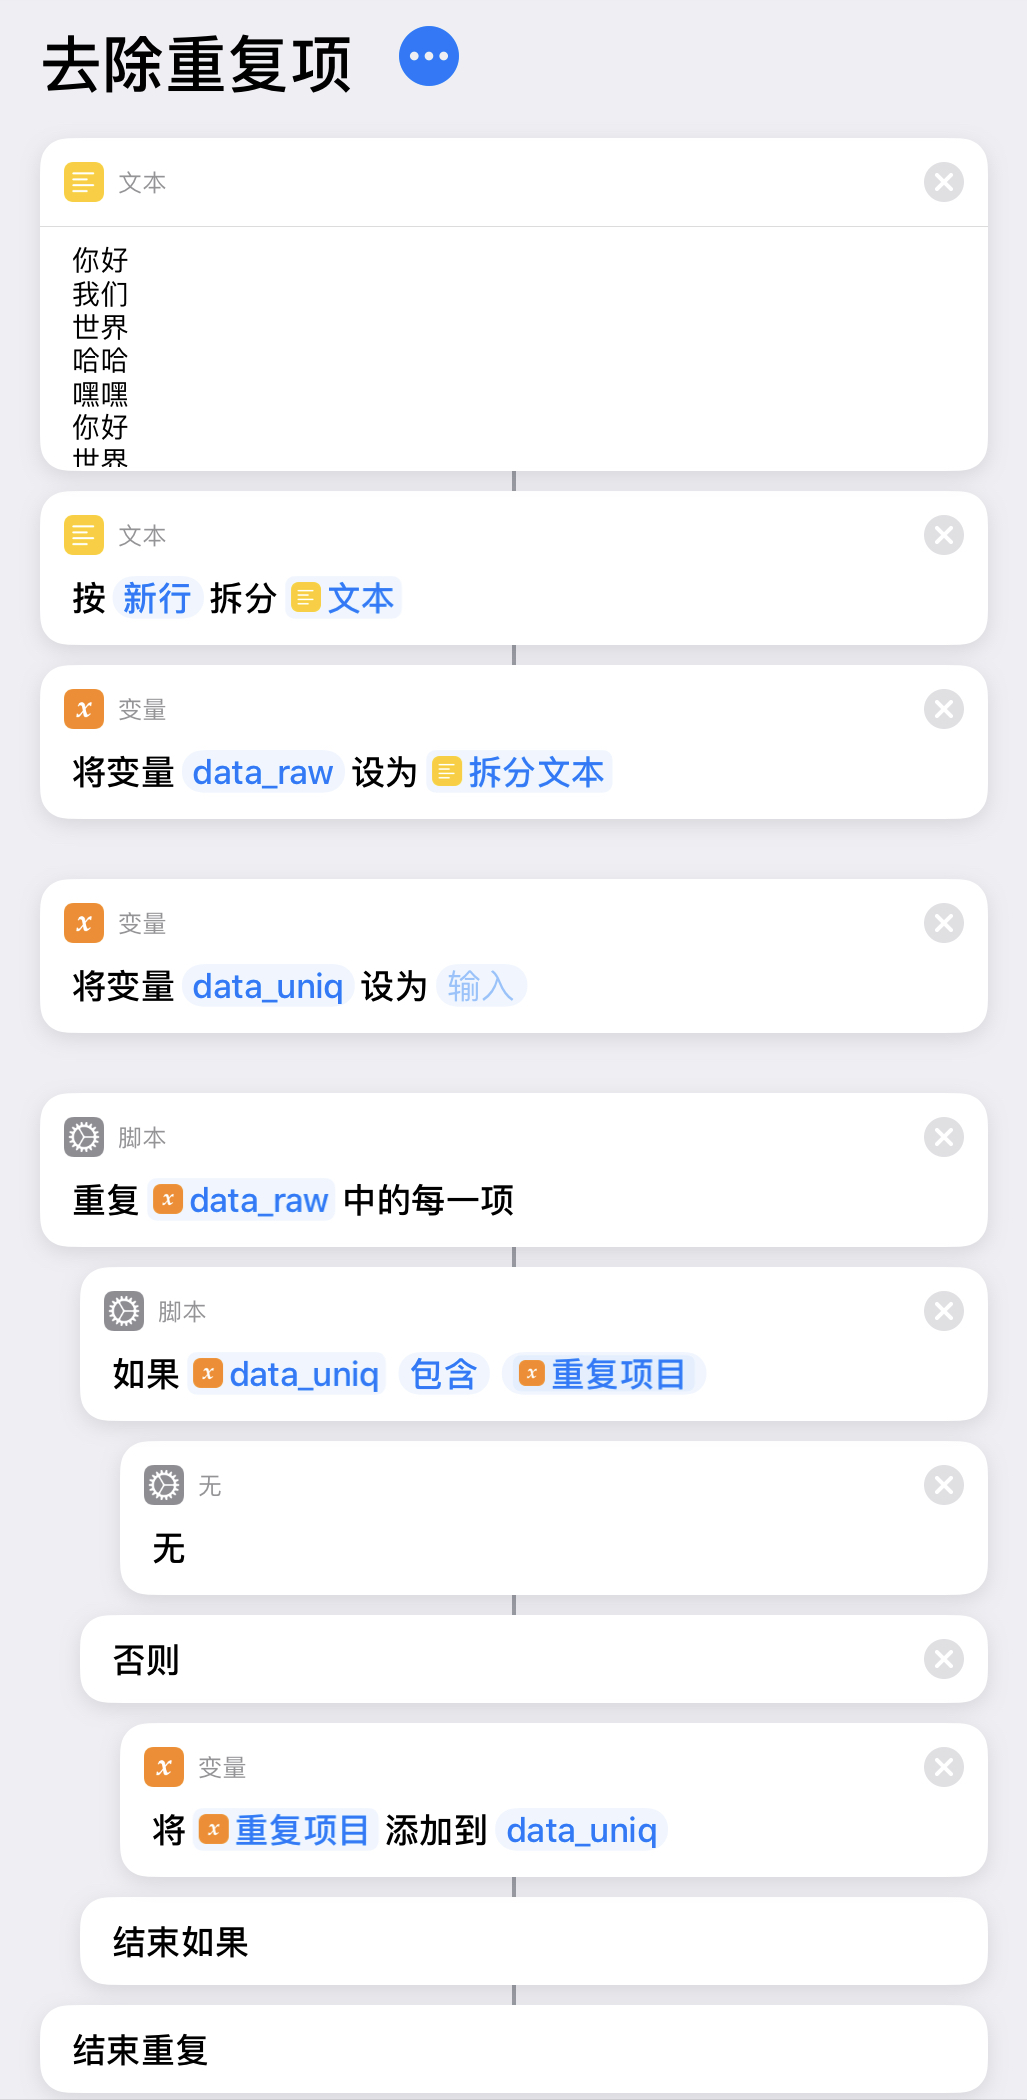 去除重复项
文本
你好
我们
世界
哈哈
嘿嘿
你好
世界
文本
按 新行 拆分 文本
变量
将变量 data_raw 设为 拆分文本
变量
将变量 data_uniq 设为 输入
脚本
重复 data_raw 中的每一项
脚本
如果 data_uniq 包含 重复项目
无
无
否则
变量
将 重复项目 添加到 data_uniq
结束如果
结束重复